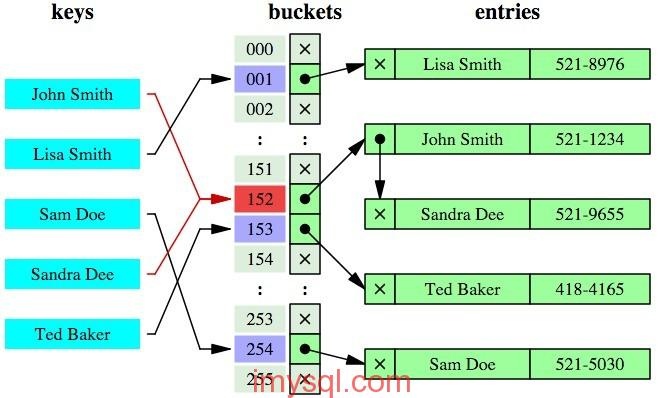 keys buckets entries
000 ×
001 × Lisa Smith 521-8976
John Smith
002 ×
: :
× John Smith 521-1234
Lisa Smith
151 ×
152
Sam Doe × Sandra Dee 521-9655
153
154 ×
Sandra Dee
: : × Ted Baker 418-4165
253 ×
Ted Baker
254 × Sam Doe 521-5030
255 ×
imysql.com